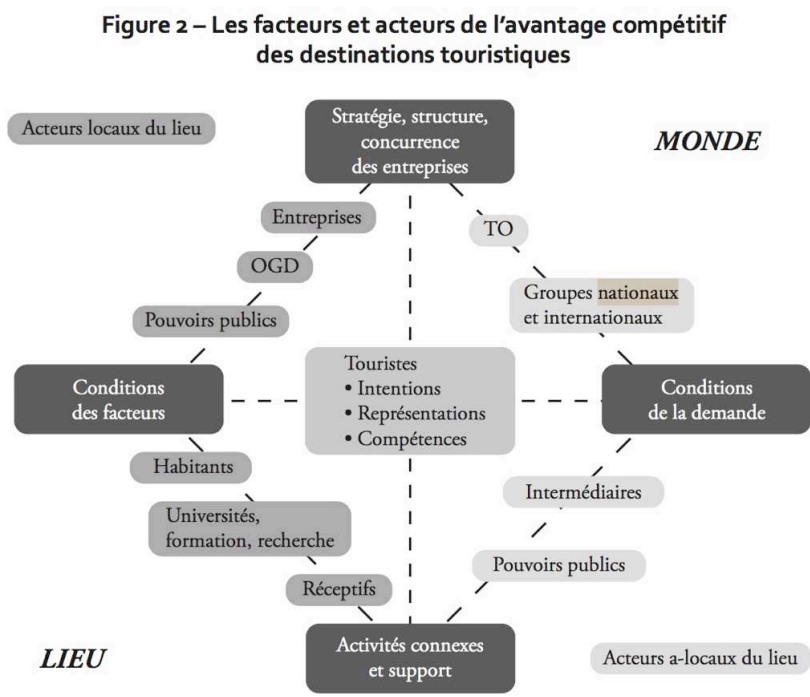 Figure 2 – Les facteurs et acteurs de l’avantage compétitif
des destinations touristiques
Acteurs locaux du lieu
Stratégie, structure,
concurrence
des entreprises
MONDE
Entreprises
TO
OGD
Groupes nationaux
et internationaux
Pouvoirs publics
Conditions
des facteurs
Touristes
• Intentions
• Représentations
• Compétences
Conditions
de la demande
Habitants
Intermédiaires
Universités,
formation, recherche
Pouvoirs publics
Réceptifs
LIEU
Activités connexes
et support
Acteurs a-locaux du lieu